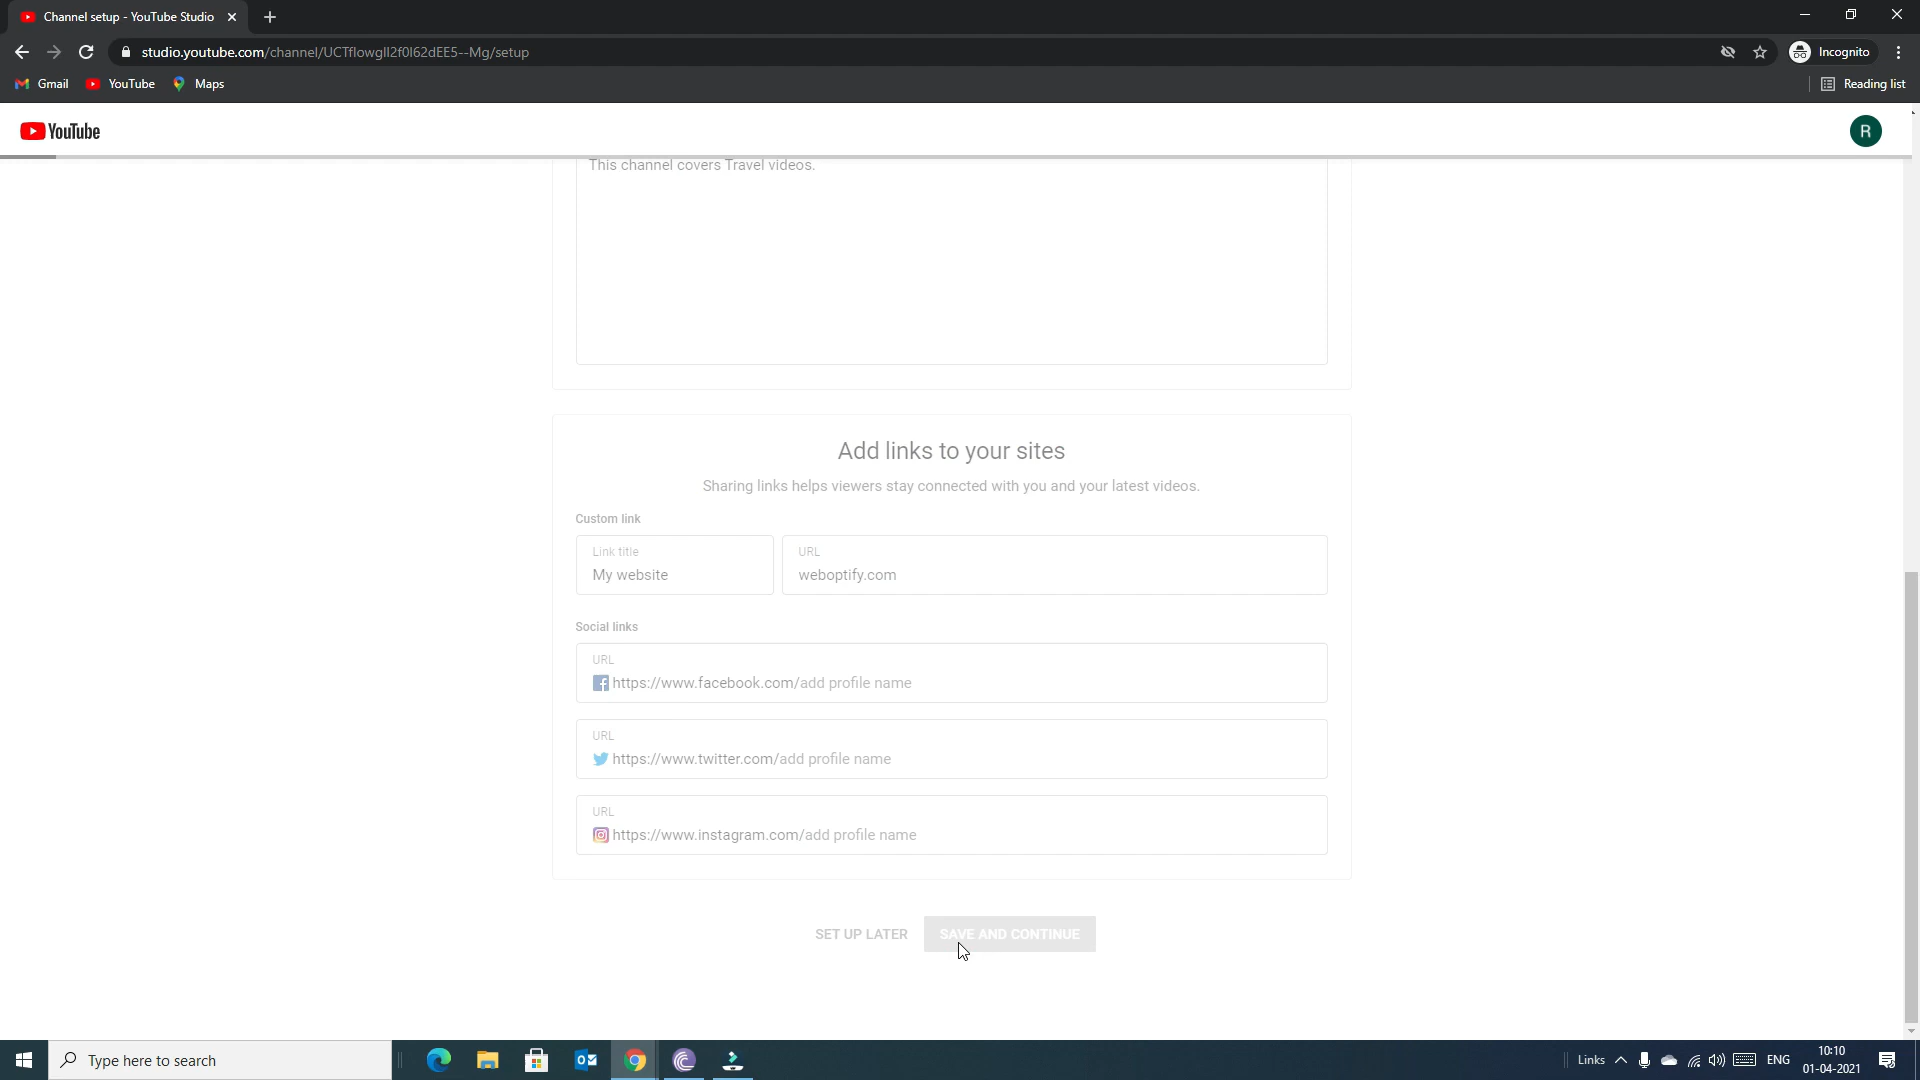 Channel setup - YouTube Studio
studio.youtube.com/channel/UCTflowgII2f0I62dEE5--Mg/setup
Incognito
Gmail
YouTube
Maps
Reading list
YouTube
R
This channel covers Travel videos.
Add links to your sites
Sharing links helps viewers stay connected with you and your latest videos.
Custom link
Link title
URL
My website
weboptify.com
Social links
URL
https://www.facebook.com/add profile name
URL
https://www.twitter.com/add profile name
URL
https://www.instagram.com/add profile name
SET UP LATER
SAVE AND CONTINUE
Type here to search
Links
ENG
10:10
01-04-2021